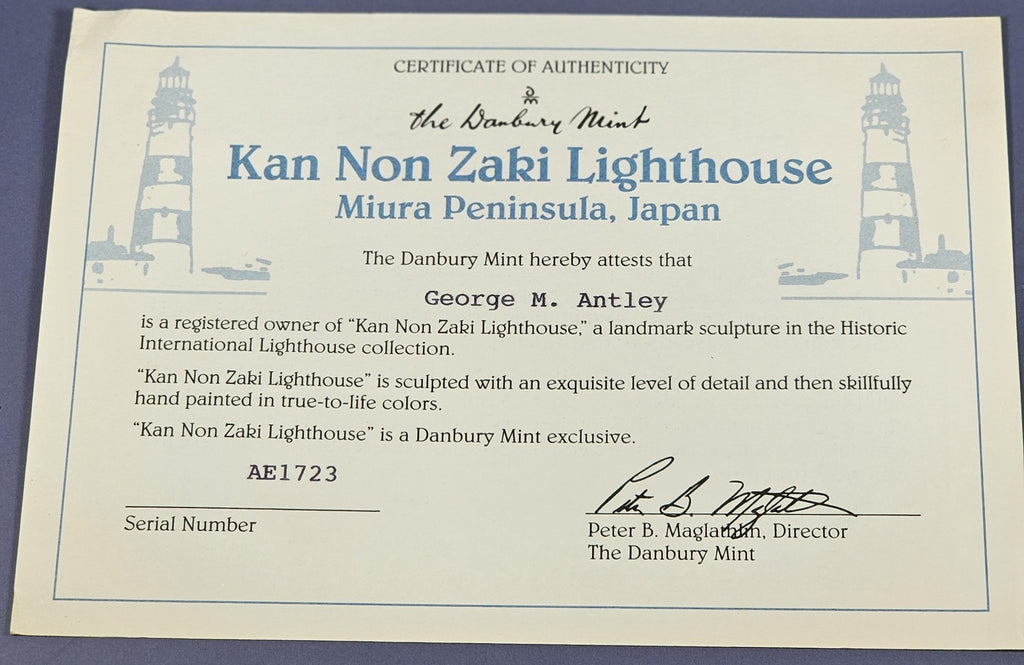 CERTIFICATE OF AUTHENTICITY
the Danbury Mint
Kan Non Zaki Lighthouse
Miura Peninsula, Japan
The Danbury Mint hereby attests that
George M. Antley
is a registered owner of “Kan Non Zaki Lighthouse,” a landmark sculpture in the Historic
International Lighthouse collection.
“Kan Non Zaki Lighthouse” is sculpted with an exquisite level of detail and then skillfully
hand painted in true-to-life colors.
“Kan Non Zaki Lighthouse” is a Danbury Mint exclusive.
AE1723
Serial Number
Peter B. Maglathlin
Peter B. Maglathlin, Director
The Danbury Mint